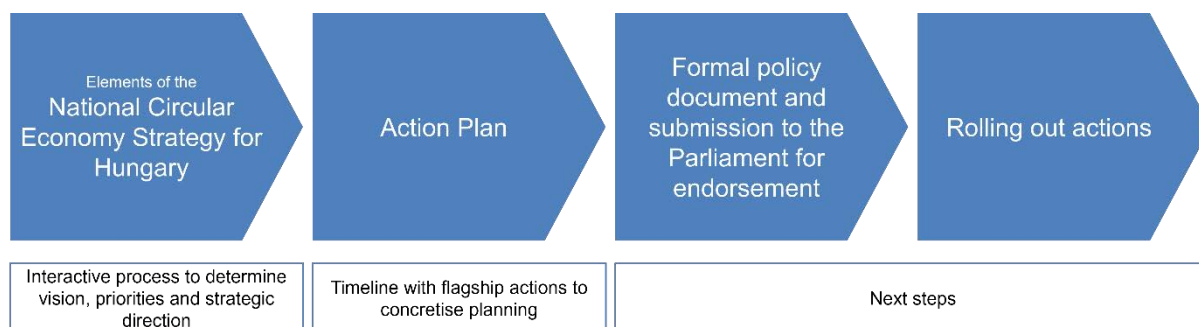 Elements of the
National Circular
Economy Strategy for
Hungary
Action Plan
Formal policy
document and
submission to the
Parliament for
endorsement
Rolling out actions
Interactive process to determine
vision, priorities and strategic
direction
Timeline with flagship actions to
concretise planning
Next steps